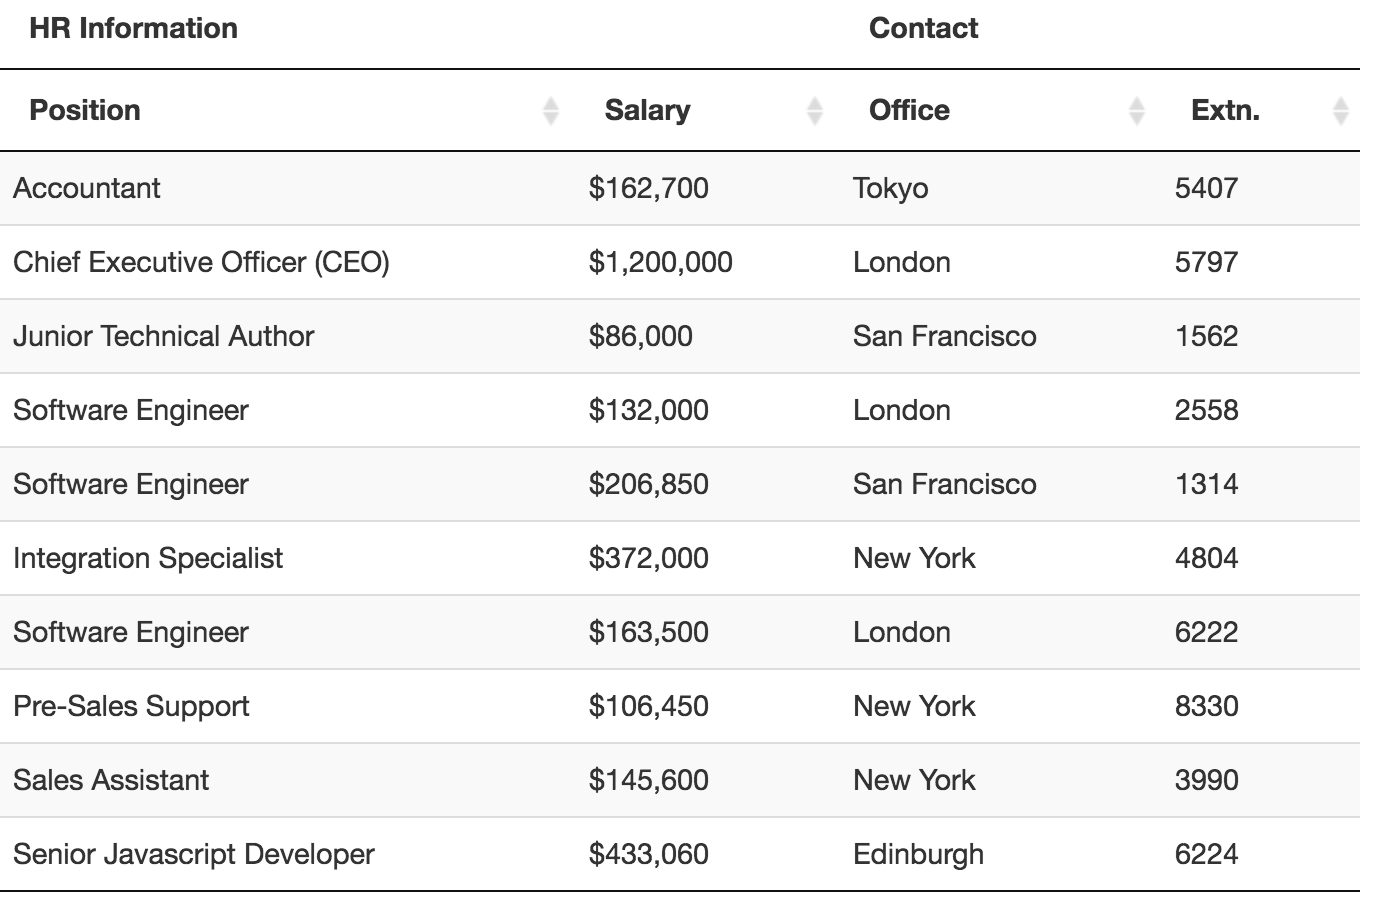 HR Information Contact
Position Salary Office Extn.
Accountant $162,700 Tokyo 5407
Chief Executive Officer (CEO) $1,200,000 London 5797
Junior Technical Author $86,000 San Francisco 1562
Software Engineer $132,000 London 2558
Software Engineer $206,850 San Francisco 1314
Integration Specialist $372,000 New York 4804
Software Engineer $163,500 London 6222
Pre-Sales Support $106,450 New York 8330
Sales Assistant $145,600 New York 3990
Senior Javascript Developer $433,060 Edinburgh 6224